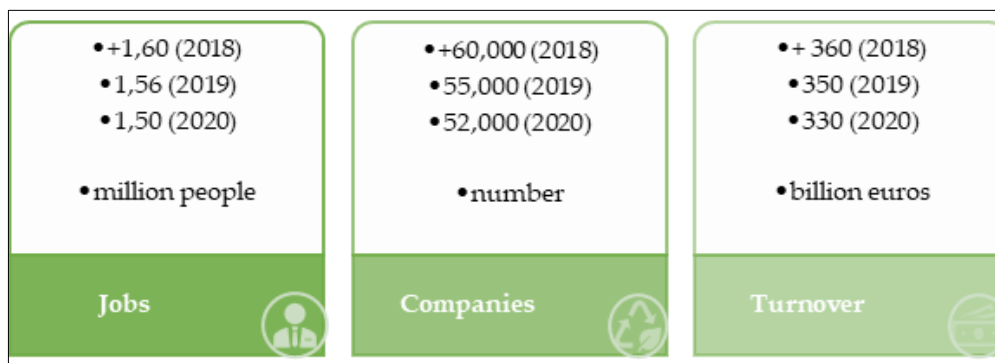 •+1,60 (2018)
•1,56 (2019)
•1,50 (2020)
•million people
Jobs
•+60,000 (2018)
•55,000 (2019)
•52,000 (2020)
•number
Companies
•+ 360 (2018)
•350 (2019)
•330 (2020)
•billion euros
Turnover